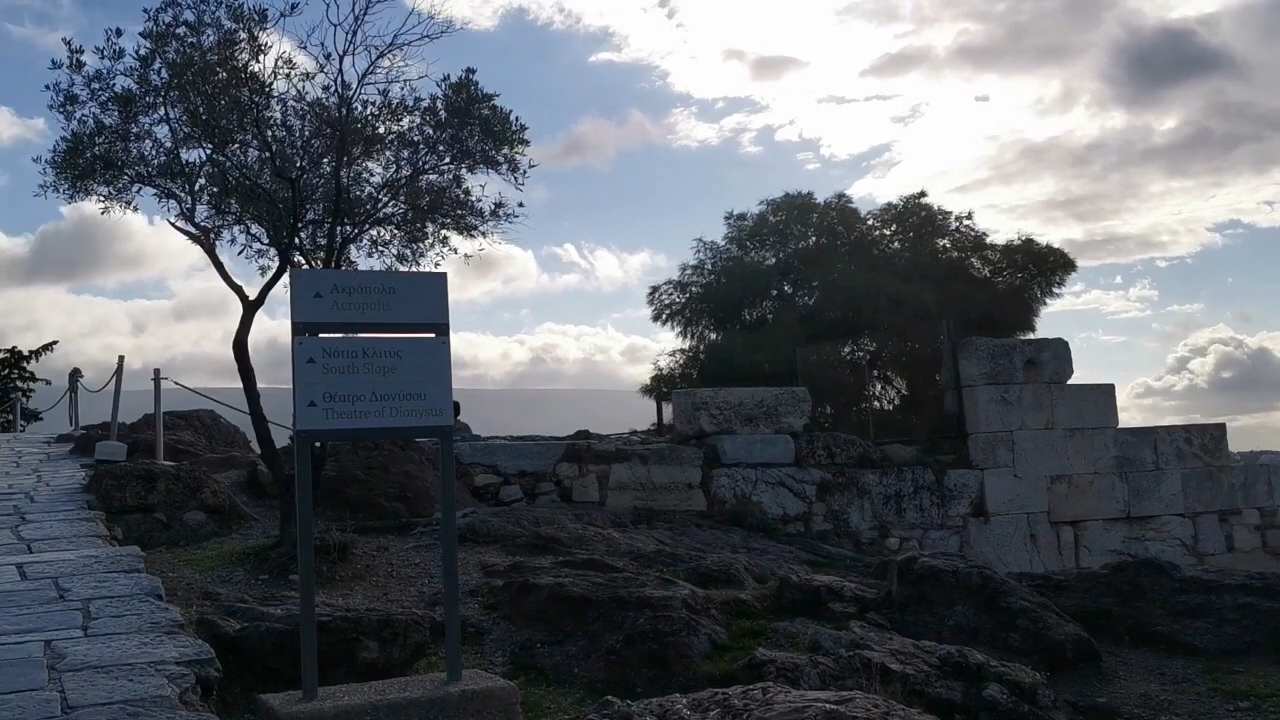 Ακρόπολη
Acropolis
Νότια Κλιτύς
South Slope
Θέατρο Διονύσου
Theatre of Dionysus